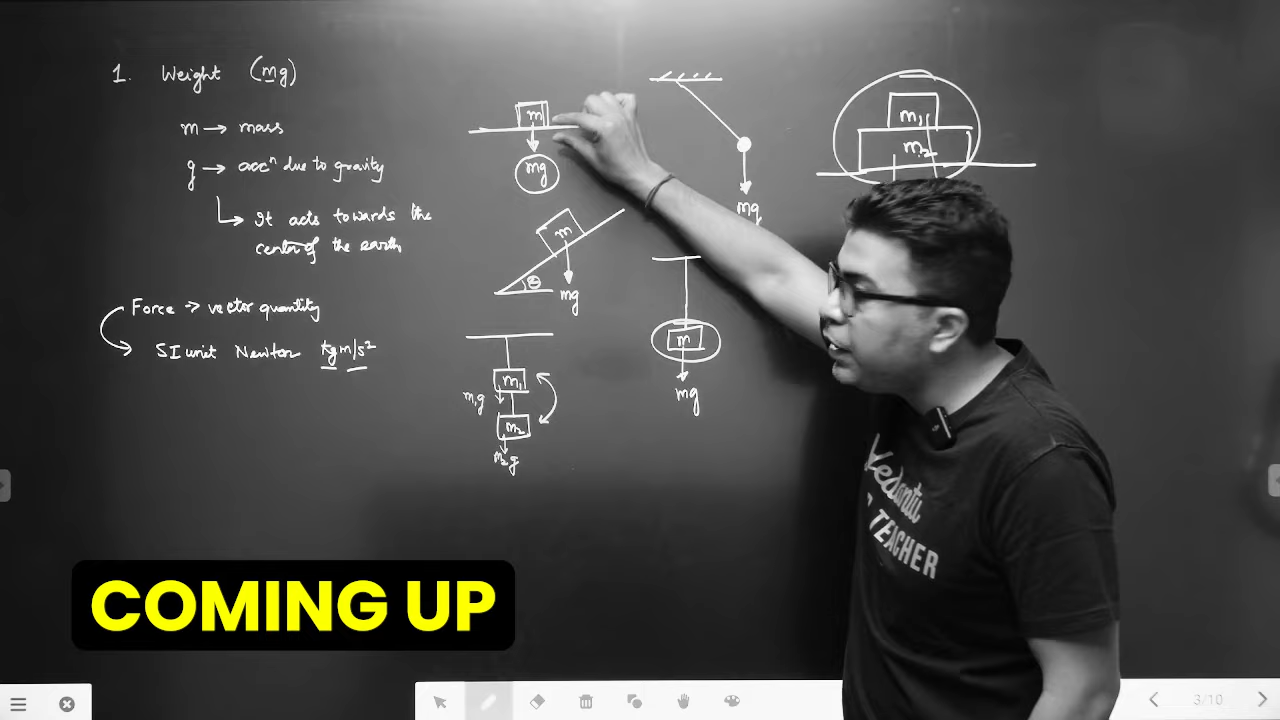 1. Weight (mg)
m → mass
g → accⁿ due to gravity
↳ It acts towards the
center of the earth
Force → vector quantity
SI unit Newton kgm/s²
m
mg
m
θ
mg
m₁
m₁g
m₂
m₂g
mg
m
mg
m₁
m₂
Vedantu
TEACHER
COMING UP
3/10